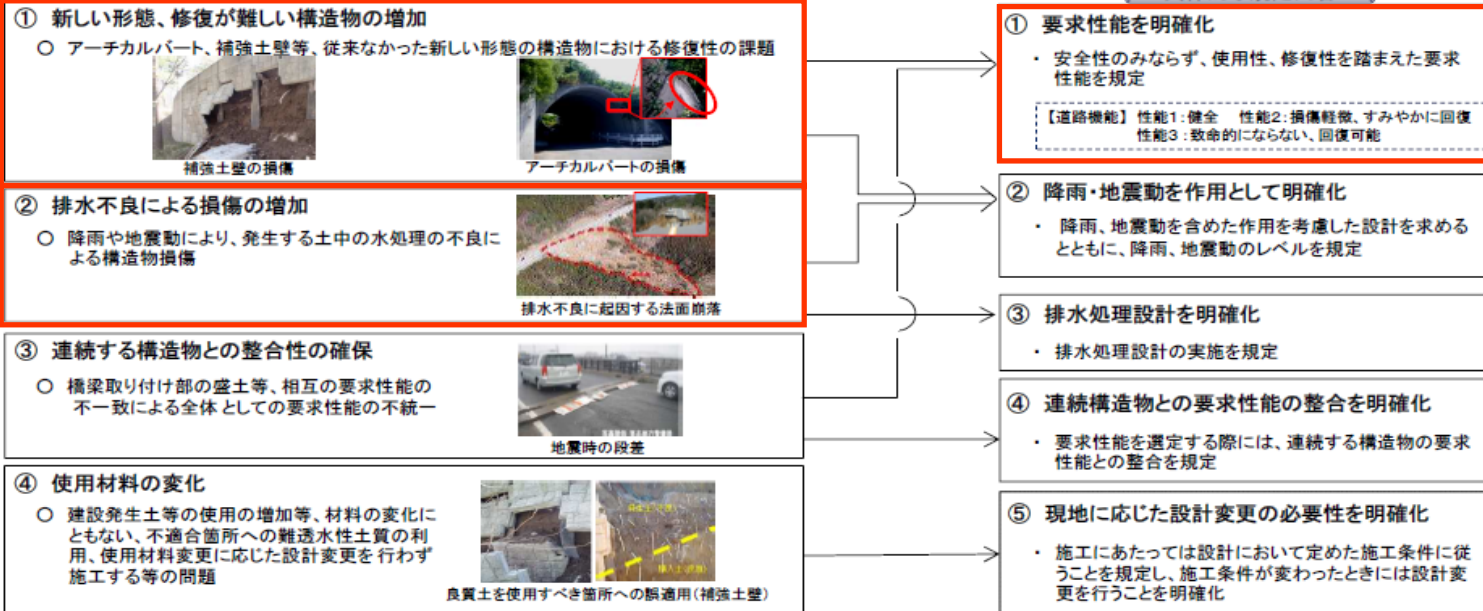 ① 新しい形態、修復が難しい構造物の増加
○ アーチカルバート、補強土壁等、従来なかった新しい形態の構造物における修復性の課題
補強土壁の損傷
アーチカルバートの損傷
② 排水不良による損傷の増加
○ 降雨や地震動により、発生する土中の水処理の不良に
よる構造物損傷
排水不良に起因する法面崩落
③ 連続する構造物との整合性の確保
○ 橋梁取り付け部の盛土等、相互の要求性能の
不一致による全体としての要求性能の不統一
地震時の段差
④ 使用材料の変化
○ 建設発生土等の使用の増加等、材料の変化に
ともない、不適合箇所への難透水性土質の利
用、使用材料変更に応じた設計変更を行わず
施工する等の問題
良質土を使用すべき箇所への誤適用(補強土壁)
① 要求性能を明確化
・ 安全性のみならず、使用性、修復性を踏まえた要求
性能を規定
【道路機能】 性能1：健全 性能2：損傷軽微、すみやかに回復
性能3：致命的にならない、回復可能
② 降雨・地震動を作用として明確化
・ 降雨、地震動を含めた作用を考慮した設計を求める
とともに、降雨、地震動のレベルを規定
③ 排水処理設計を明確化
・ 排水処理設計の実施を規定
④ 連続構造物との要求性能の整合を明確化
・ 要求性能を選定する際には、連続する構造物の要求
性能との整合を規定
⑤ 現地に応じた設計変更の必要性を明確化
・ 施工にあたっては設計において定めた施工条件に従
うことを規定し、施工条件が変わったときには設計変
更を行うことを明確化